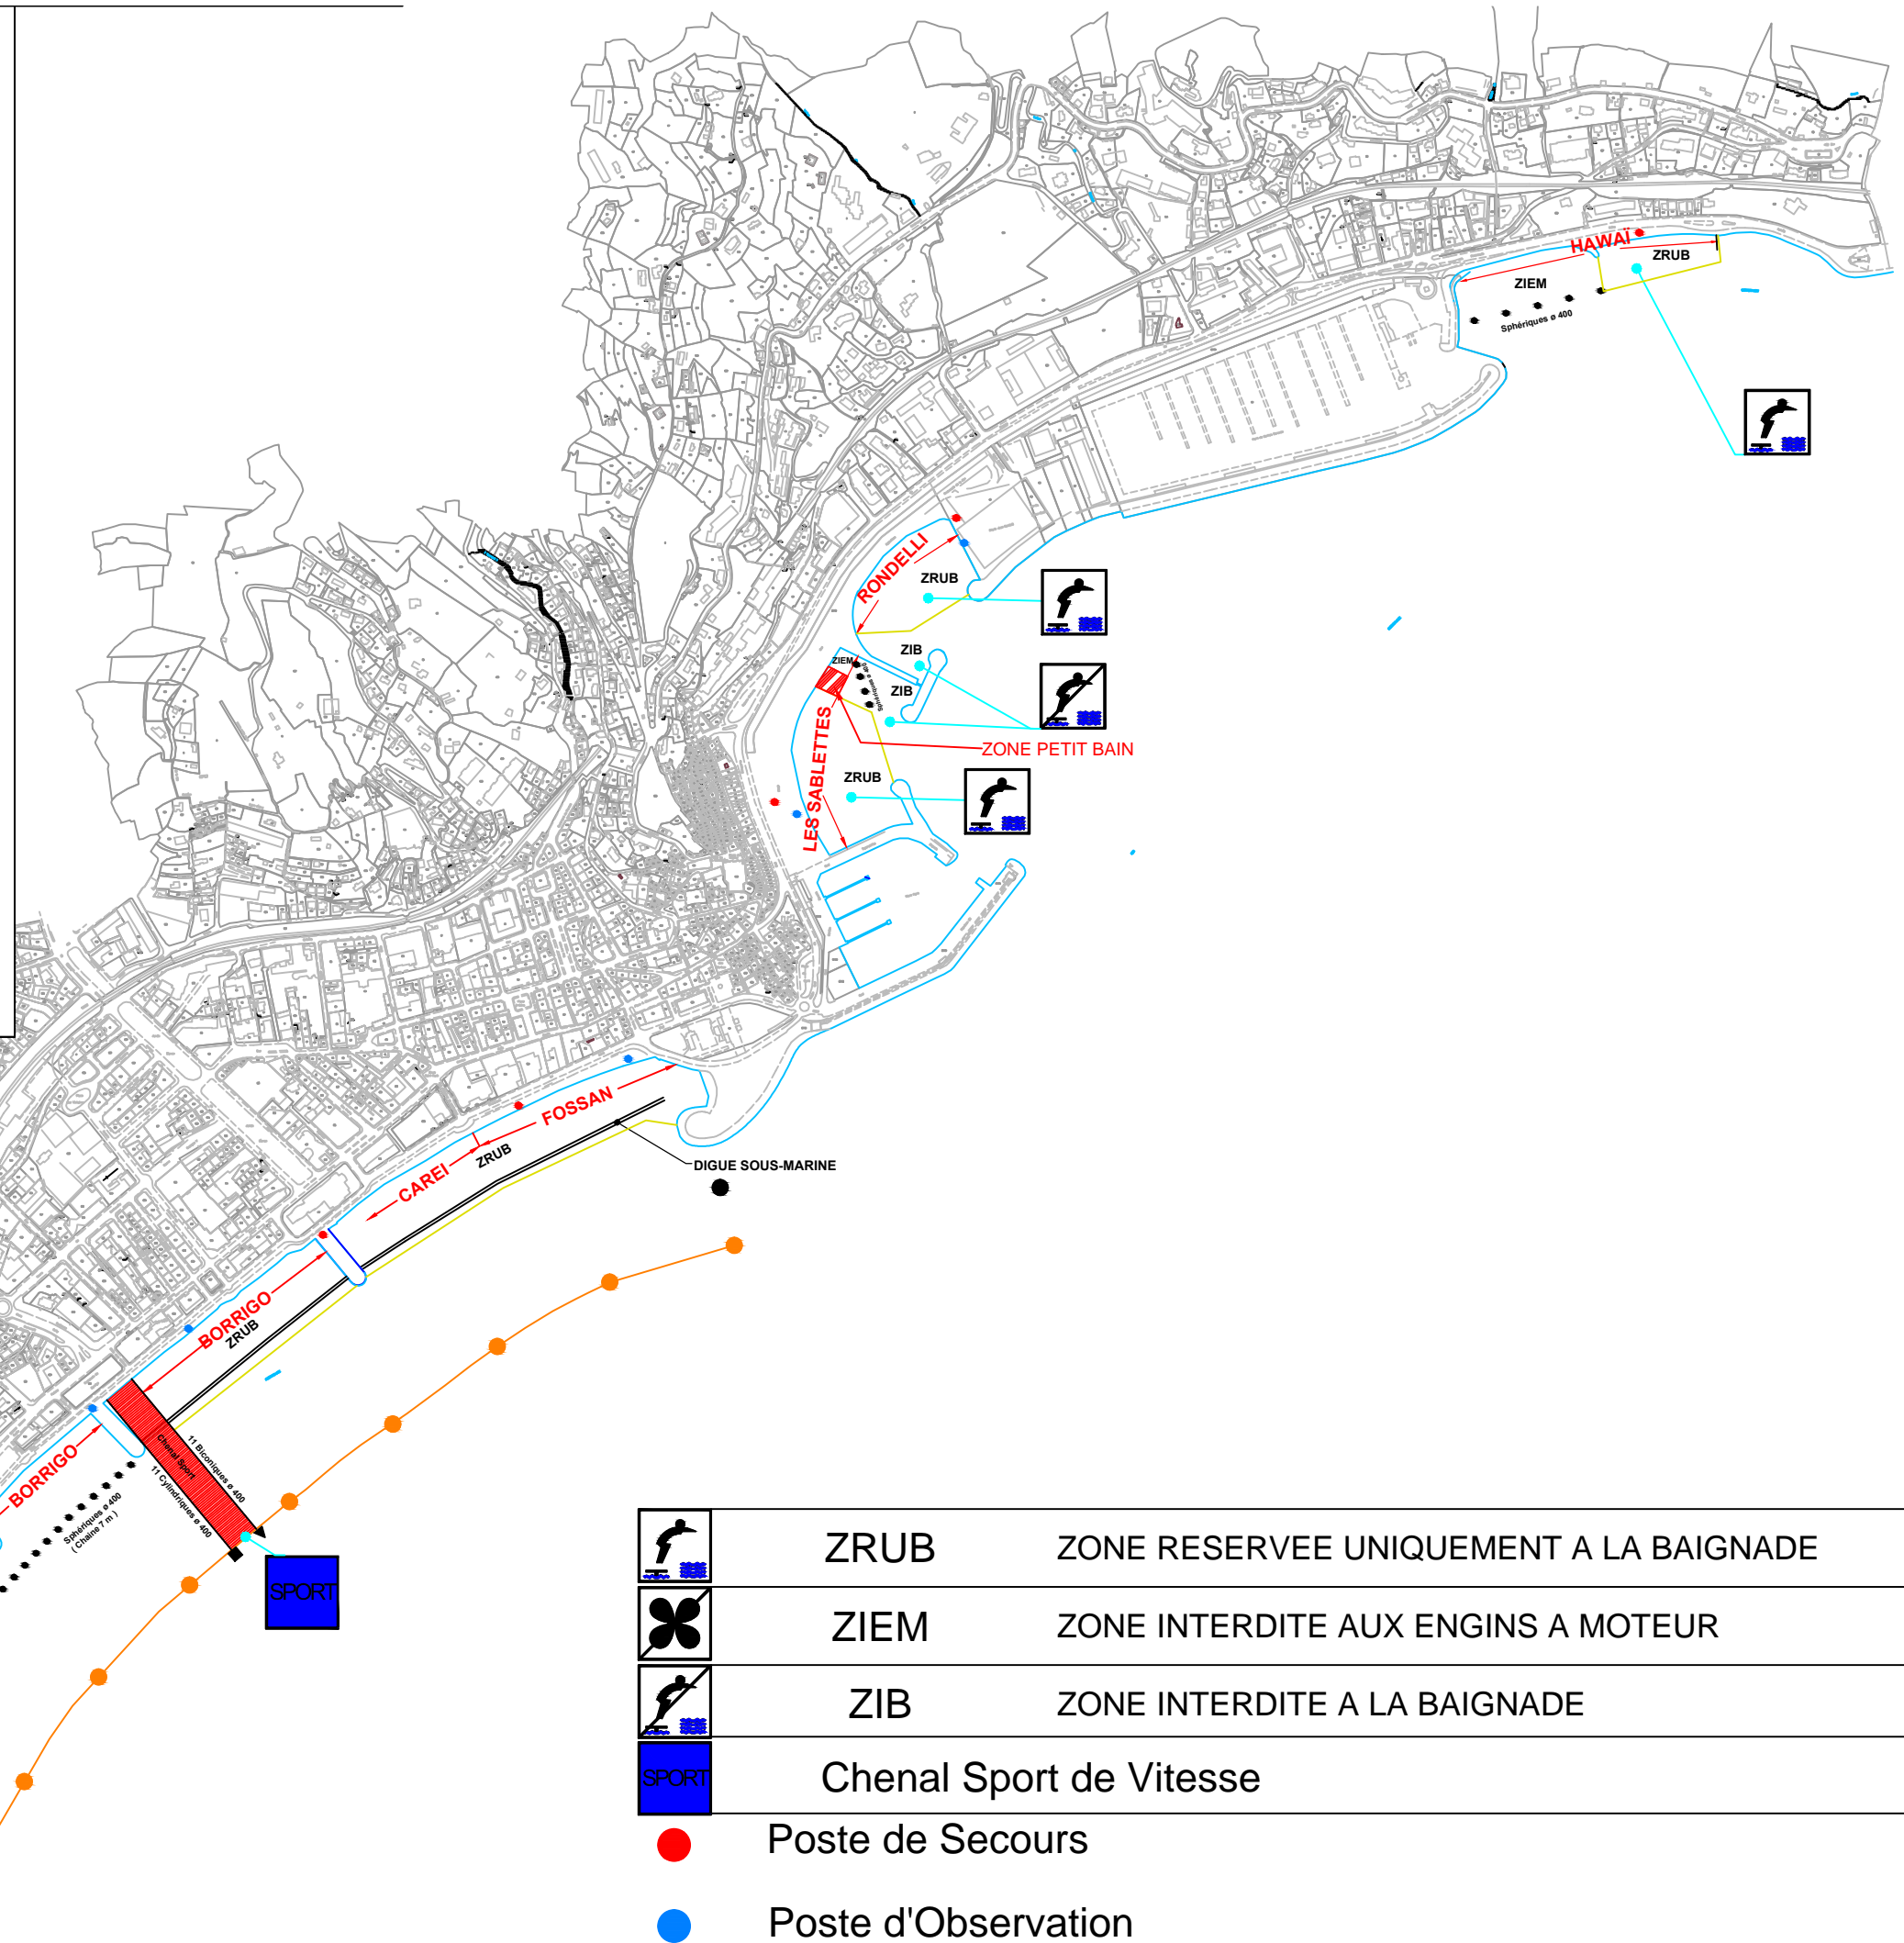 HAWAÏ
ZRUB
ZIEM
Sphériques ø 400
RONDELLI
ZRUB
ZIB
ZIEM
Sphériques ø 400
ZIB
ZONE PETIT BAIN
LES SABLETTES
ZRUB
FOSSAN
ZRUB
CAREI
DIGUE SOUS-MARINE
BORRIGO
ZRUB
11 Biconiques ø 400
Chenal Sport
11 Cylindriques ø 400
BORRIGO
Sphériques ø 400
( Chaine 7 m )
SPORT
ZRUB ZONE RESERVEE UNIQUEMENT A LA BAIGNADE
ZIEM ZONE INTERDITE AUX ENGINS A MOTEUR
ZIB ZONE INTERDITE A LA BAIGNADE
SPORT Chenal Sport de Vitesse
Poste de Secours
Poste d'Observation